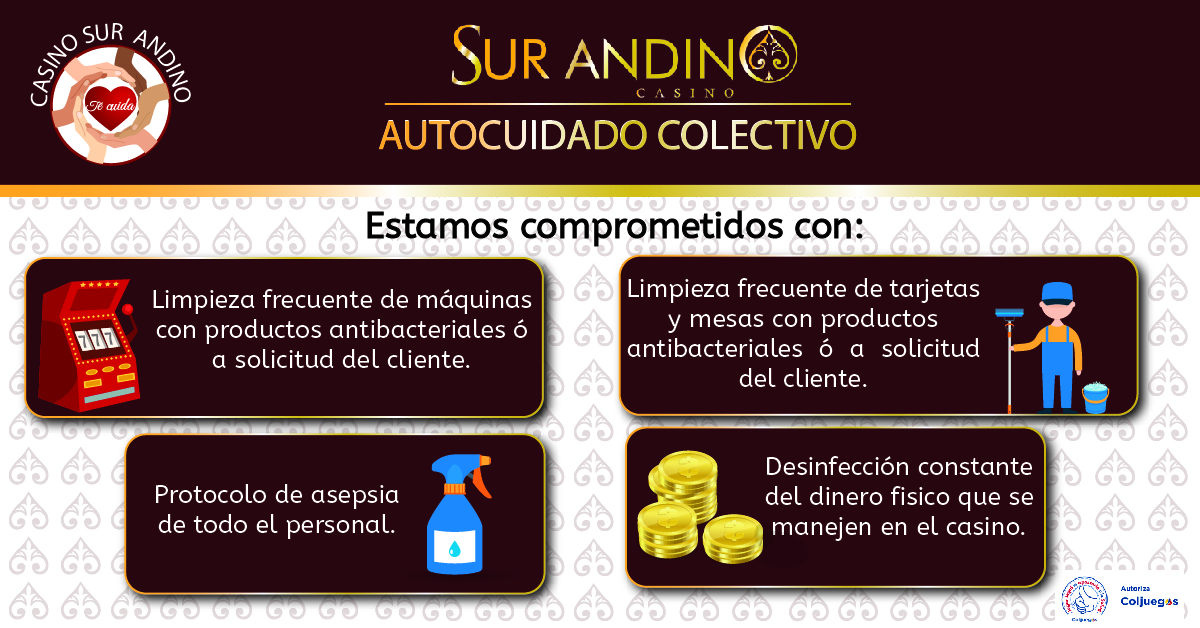 CASINO SUR ANDINO
Te cuida
SUR ANDINO
CASINO
AUTOCUIDADO COLECTIVO
Estamos comprometidos con:
Limpieza frecuente de máquinas
con productos antibacteriales ó
a solicitud del cliente.
777
Limpieza frecuente de tarjetas
y mesas con productos
antibacteriales ó a solicitud
del cliente.
Protocolo de asepsia
de todo el personal.
Desinfección constante
del dinero fisico que se
manejen en el casino.
Coljuegos
Autoriza
Coljuegos